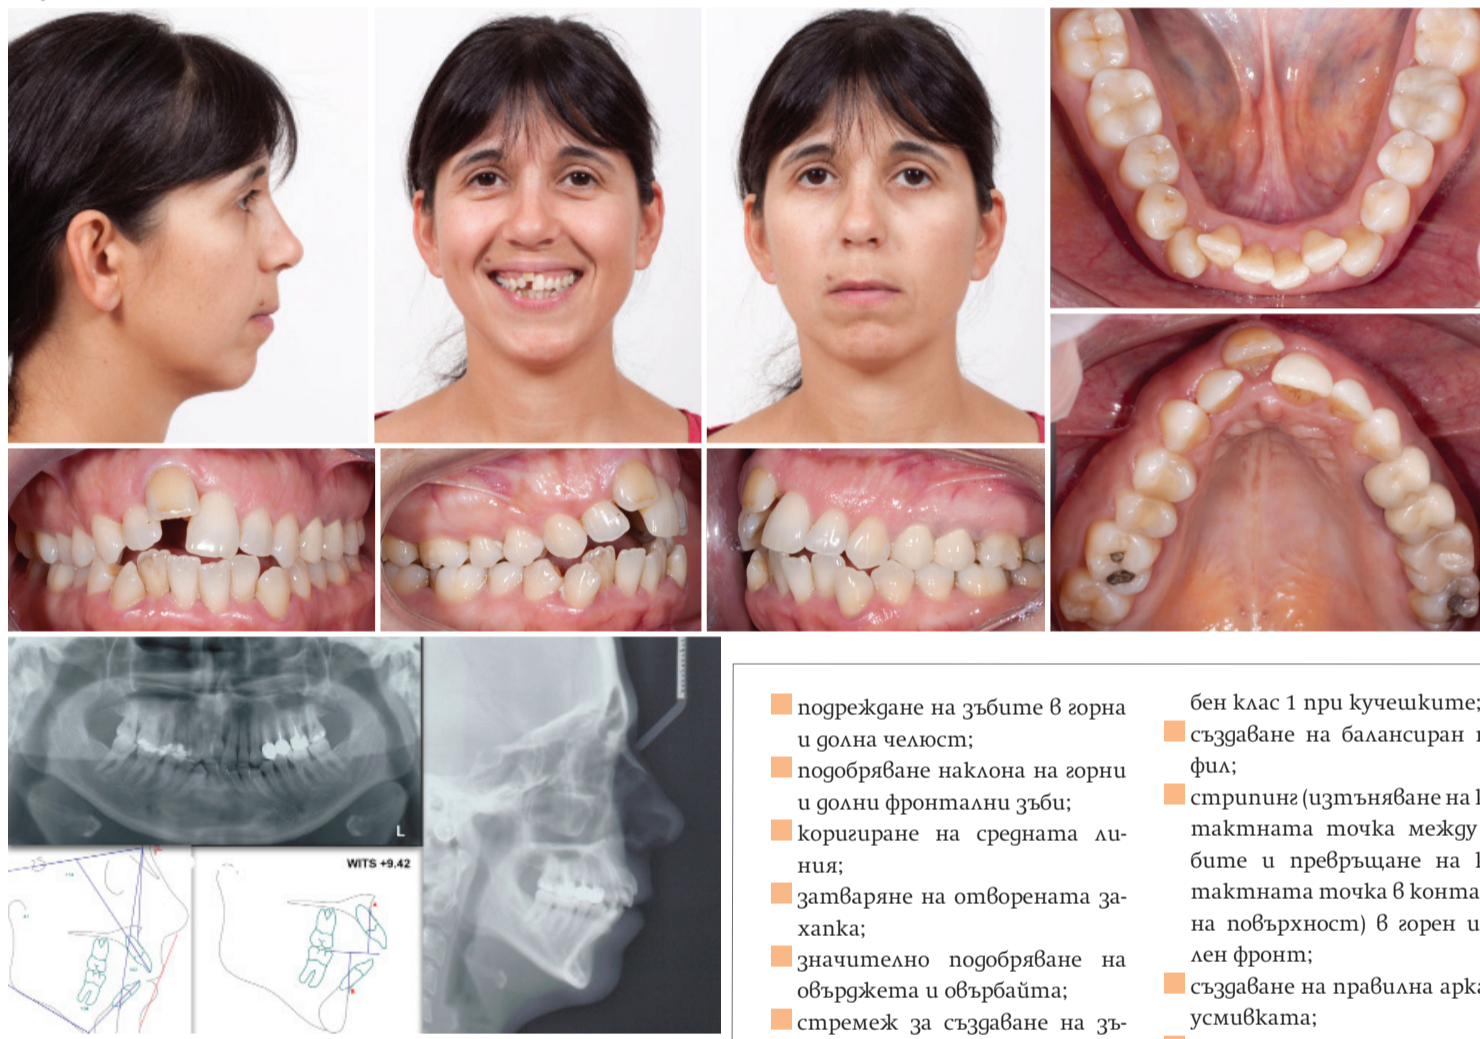 L
WITS +9.42
подреждане на зъбите в горна
и долна челюст;
подобряване наклона на горни
и долни фронтални зъби;
коригиране на средната ли-
ния;
затваряне на отворената за-
хапка;
значително подобряване на
овърджета и овърбайта;
стремеж за създаване на зъ-
бен клас 1 при кучешките;
създаване на балансиран
фил;
стрипинг (изтъняване на
тактната точка между
бите и превръщане на
тактната точка в конта
на повърхност) в горен и
лен фронт;
създаване на правилна арка
усмивката;